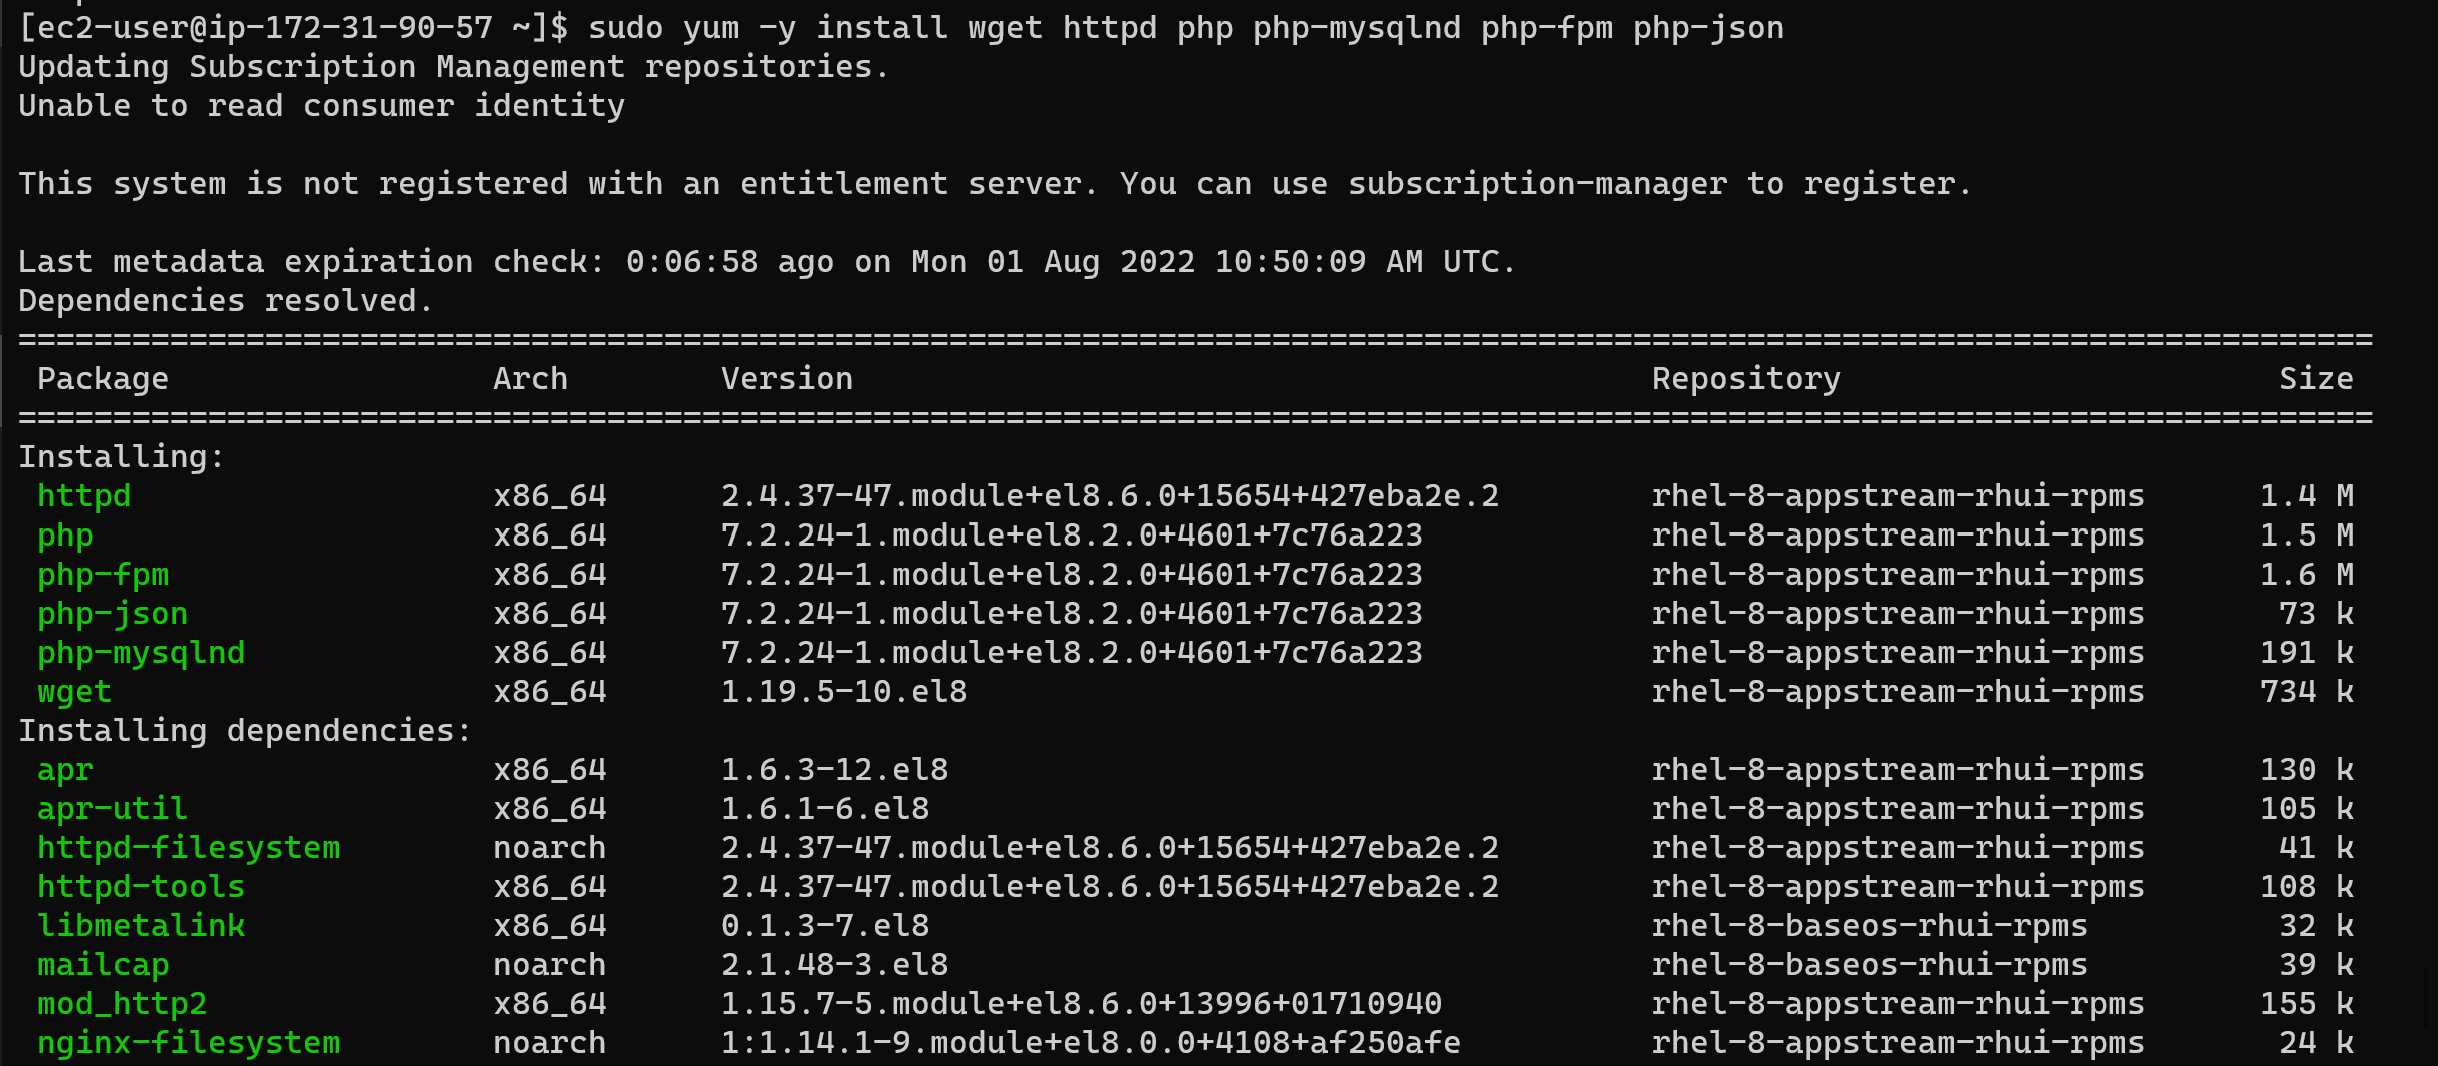 [ec2-user@ip-172-31-90-57 ~]$ sudo yum -y install wget httpd php php-mysqlnd php-fpm php-json
Updating Subscription Management repositories.
Unable to read consumer identity
This system is not registered with an entitlement server. You can use subscription-manager to register.
Last metadata expiration check: 0:06:58 ago on Mon 01 Aug 2022 10:50:09 AM UTC.
Dependencies resolved.
============================================================================================================================
Package Arch Version Repository Size
============================================================================================================================
Installing:
httpd x86_64 2.4.37-47.module+el8.6.0+15654+427eba2e.2 rhel-8-appstream-rhui-rpms 1.4 M
php x86_64 7.2.24-1.module+el8.2.0+4601+7c76a223 rhel-8-appstream-rhui-rpms 1.5 M
php-fpm x86_64 7.2.24-1.module+el8.2.0+4601+7c76a223 rhel-8-appstream-rhui-rpms 1.6 M
php-json x86_64 7.2.24-1.module+el8.2.0+4601+7c76a223 rhel-8-appstream-rhui-rpms 73 k
php-mysqlnd x86_64 7.2.24-1.module+el8.2.0+4601+7c76a223 rhel-8-appstream-rhui-rpms 191 k
wget x86_64 1.19.5-10.el8 rhel-8-appstream-rhui-rpms 734 k
Installing dependencies:
apr x86_64 1.6.3-12.el8 rhel-8-appstream-rhui-rpms 130 k
apr-util x86_64 1.6.1-6.el8 rhel-8-appstream-rhui-rpms 105 k
httpd-filesystem noarch 2.4.37-47.module+el8.6.0+15654+427eba2e.2 rhel-8-appstream-rhui-rpms 41 k
httpd-tools x86_64 2.4.37-47.module+el8.6.0+15654+427eba2e.2 rhel-8-appstream-rhui-rpms 108 k
libmetalink x86_64 0.1.3-7.el8 rhel-8-baseos-rhui-rpms 32 k
mailcap noarch 2.1.48-3.el8 rhel-8-baseos-rhui-rpms 39 k
mod_http2 x86_64 1.15.7-5.module+el8.6.0+13996+01710940 rhel-8-appstream-rhui-rpms 155 k
nginx-filesystem noarch 1:1.14.1-9.module+el8.0.0+4108+af250afe rhel-8-appstream-rhui-rpms 24 k